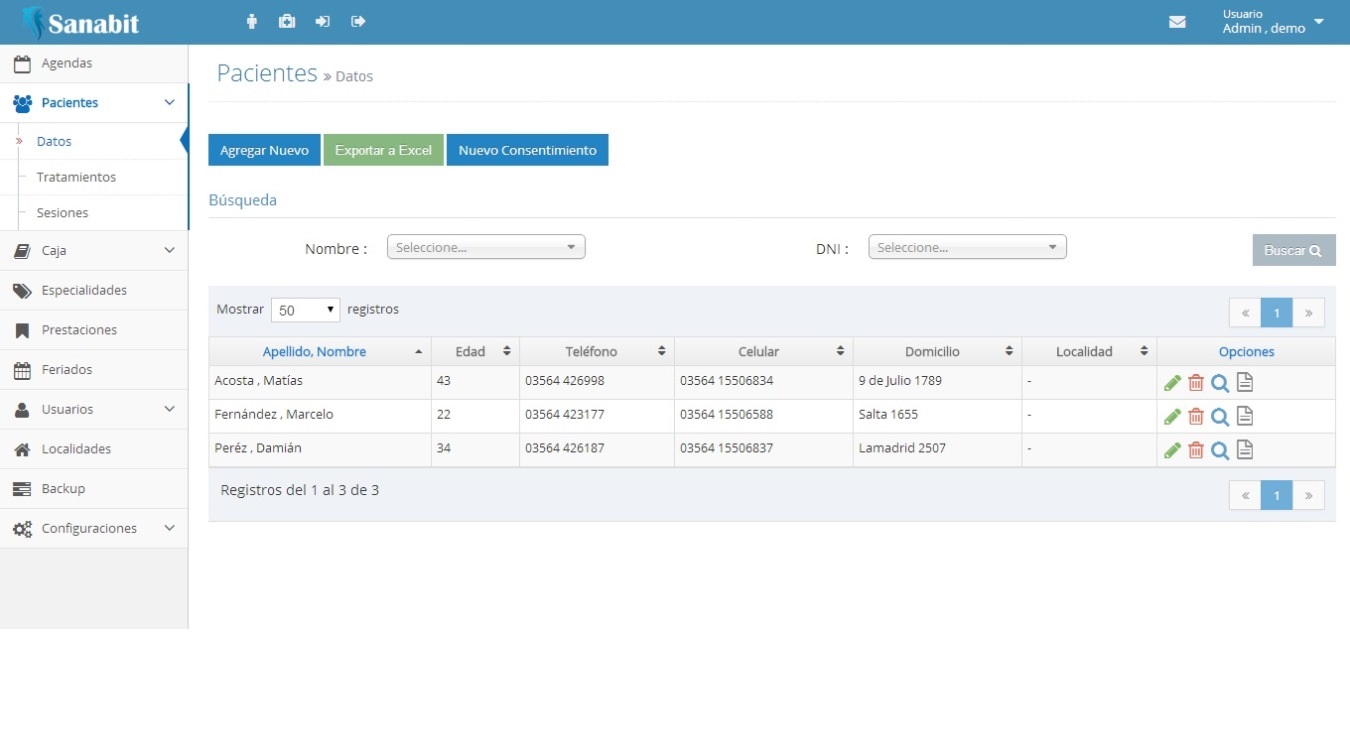 Sanabit
Usuario
Admin , demo
Agendas
Pacientes
Datos
Tratamientos
Sesiones
Caja
Especialidades
Prestaciones
Feriados
Usuarios
Localidades
Backup
Configuraciones
Pacientes » Datos
Agregar Nuevo Exportar a Excel Nuevo Consentimiento
Búsqueda
Nombre : Seleccione... DNI : Seleccione... Buscar
Mostrar 50 registros « 1 »
Apellido, Nombre Edad Teléfono Celular Domicilio Localidad Opciones
Acosta , Matías 43 03564 426998 03564 15506834 9 de Julio 1789 -
Fernández , Marcelo 22 03564 423177 03564 15506588 Salta 1655 -
Peréz , Damián 34 03564 426187 03564 15506837 Lamadrid 2507 -
Registros del 1 al 3 de 3 « 1 »